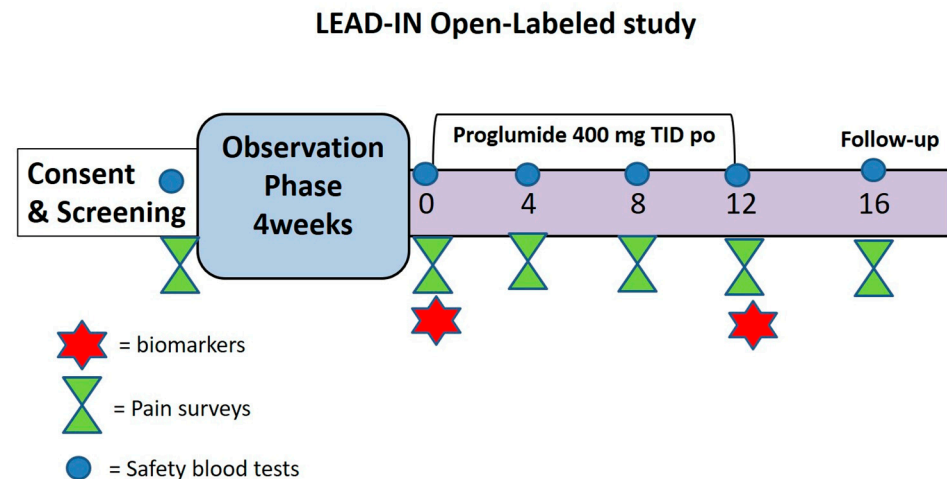 LEAD-IN Open-Labeled study
Consent
& Screening
Observation
Phase
4weeks
Proglumide 400 mg TID po
Follow-up
0 4 8 12 16
= biomarkers
= Pain surveys
= Safety blood tests